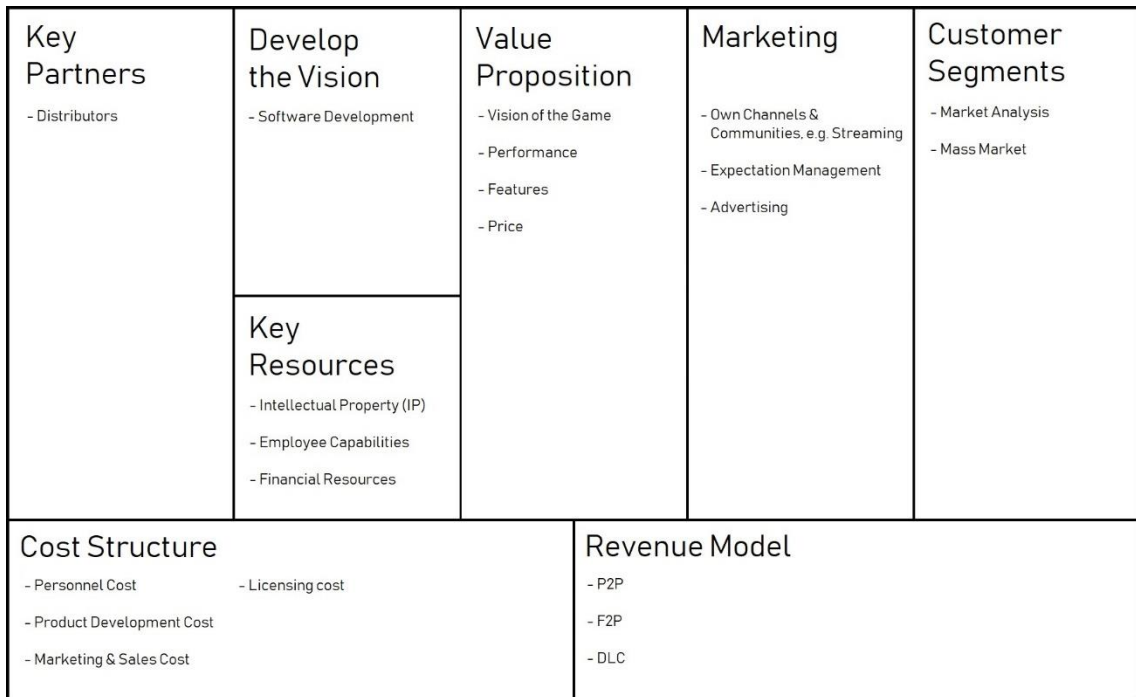 Key
Partners
- Distributors
Develop
the Vision
- Software Development
Key
Resources
- Intellectual Property (IP)
- Employee Capabilities
- Financial Resources
Value
Proposition
- Vision of the Game
- Performance
- Features
- Price
Marketing
- Own Channels &
Communities, e.g. Streaming
- Expectation Management
- Advertising
Customer
Segments
- Market Analysis
- Mass Market
Cost Structure
- Personnel Cost
- Product Development Cost
- Marketing & Sales Cost
- Licensing cost
Revenue Model
- P2P
- F2P
- DLC